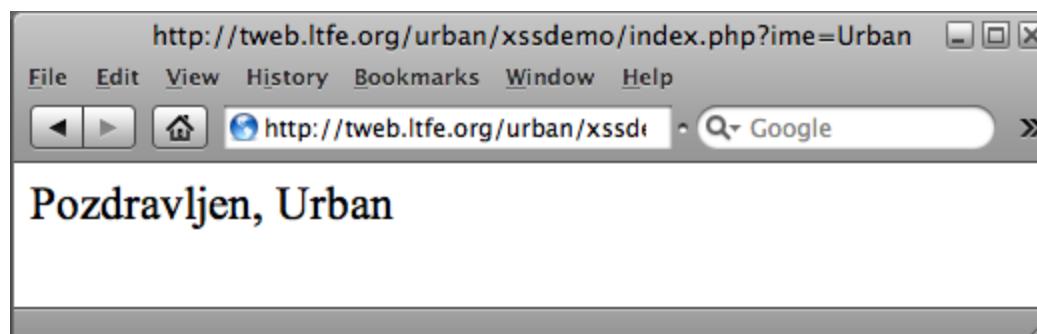 http://tweb.ltfe.org/urban/xssdemo/index.php?ime=Urban
File Edit View History Bookmarks Window Help
http://tweb.ltfe.org/urban/xssde Google
Pozdravljen, Urban